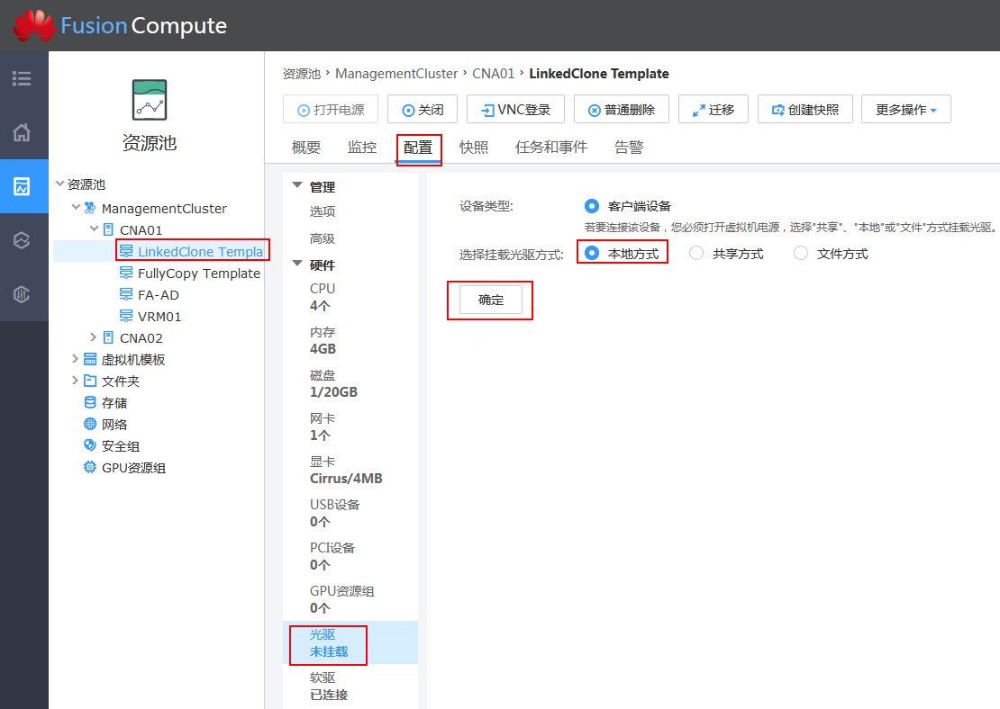 FusionCompute
资源池
资源池
ManagementCluster
CNA01
LinkedClone Templa
FullyCopy Template
FA-AD
VRM01
CNA02
虚拟机模板
文件夹
存储
网络
安全组
GPU资源组
资源池 › ManagementCluster › CNA01 › LinkedClone Template
打开电源 关闭 VNC登录 普通删除 迁移 创建快照 更多操作
概要 监控 配置 快照 任务和事件 告警
管理
选项
高级
硬件
CPU
4个
内存
4GB
磁盘
1/20GB
网卡
1个
显卡
Cirrus/4MB
USB设备
0个
PCI设备
0个
GPU资源组
0个
光驱
未挂载
软驱
已连接
设备类型: 客户端设备
若要连接该设备，您必须打开虚拟机电源，选择"共享"、"本地"或"文件"方式挂载光驱。
选择挂载光驱方式: 本地方式 共享方式 文件方式
确定